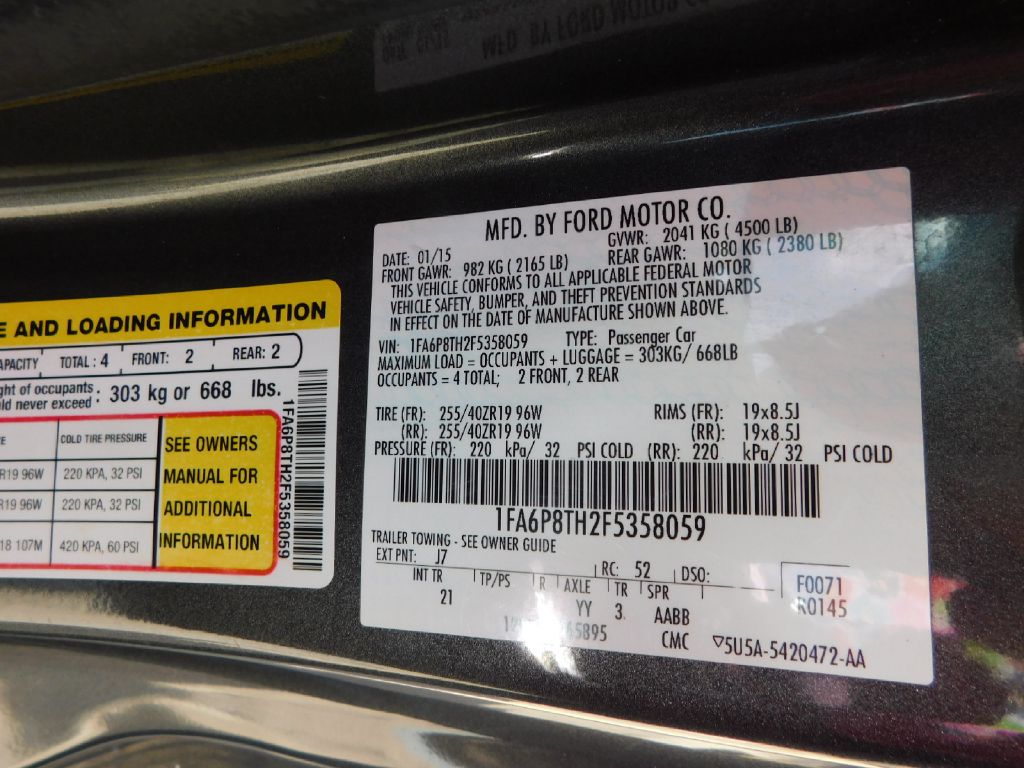 MFD. BY FORD MOTOR CO.
DATE: 01/15 GVWR: 2041 KG ( 4500 LB)
FRONT GAWR: 982 KG ( 2165 LB) REAR GAWR: 1080 KG ( 2380 LB)
THIS VEHICLE CONFORMS TO ALL APPLICABLE FEDERAL MOTOR
VEHICLE SAFETY, BUMPER, AND THEFT PREVENTION STANDARDS
IN EFFECT ON THE DATE OF MANUFACTURE SHOWN ABOVE.
VIN: 1FA6P8TH2F5358059 TYPE: Passenger Car
MAXIMUM LOAD = OCCUPANTS + LUGGAGE = 303KG/ 668LB
OCCUPANTS = 4 TOTAL; 2 FRONT, 2 REAR
TIRE (FR): 255/40ZR19 96W RIMS (FR): 19x8.5J
(RR): 255/40ZR19 96W (RR): 19x8.5J
PRESSURE (FR): 220 kPa/ 32 PSI COLD (RR): 220 kPa/ 32 PSI COLD
1FA6P8TH2F5358059
TRAILER TOWING - SEE OWNER GUIDE
EXT PNT: J7 RC: 52 DSO: F0071
INT TR TP/PS R AXLE TR SPR R0145
21 YY 3. AABB
CMC 5U5A-5420472-AA
E AND LOADING INFORMATION
APACITY TOTAL : 4 FRONT: 2 REAR: 2
ght of occupants
ld never exceed : 303 kg or 668 lbs.
RE COLD TIRE PRESSURE
R19 96W 220 KPA, 32 PSI
R19 96W 220 KPA, 32 PSI
18 107M 420 KPA, 60 PSI
SEE OWNERS
MANUAL FOR
ADDITIONAL
INFORMATION
1FA6P8TH2F5358059
MFD. BY FORD MOTOR CO.